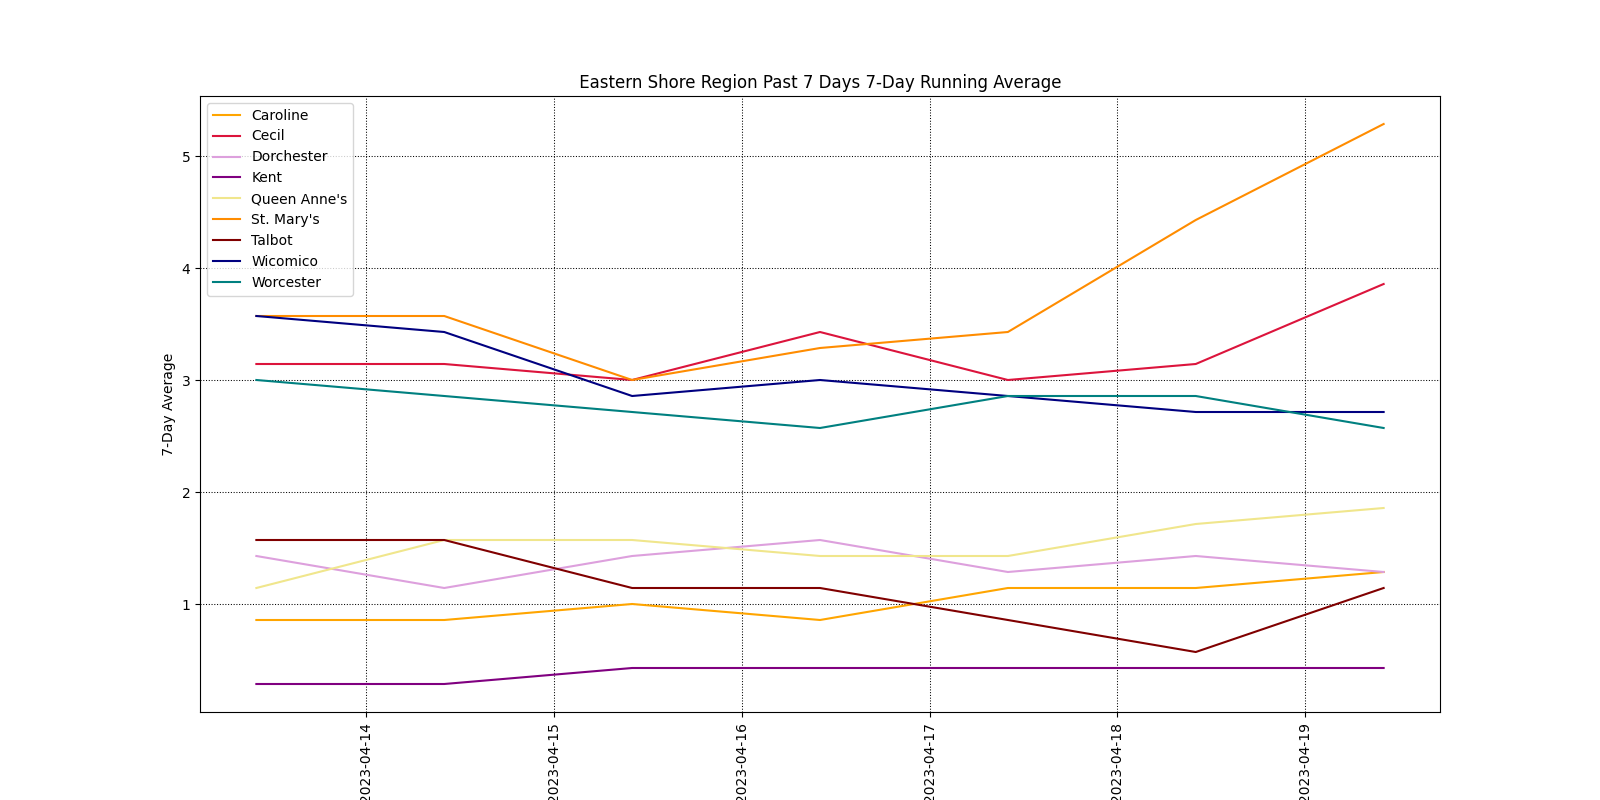 Eastern Shore Region Past 7 Days 7-Day Running Average
Caroline
Cecil
Dorchester
Kent
Queen Anne's
St. Mary's
Talbot
Wicomico
Worcester
5
4
3
2
1
7-Day Average
2023-04-14
2023-04-15
2023-04-16
2023-04-17
2023-04-18
2023-04-19